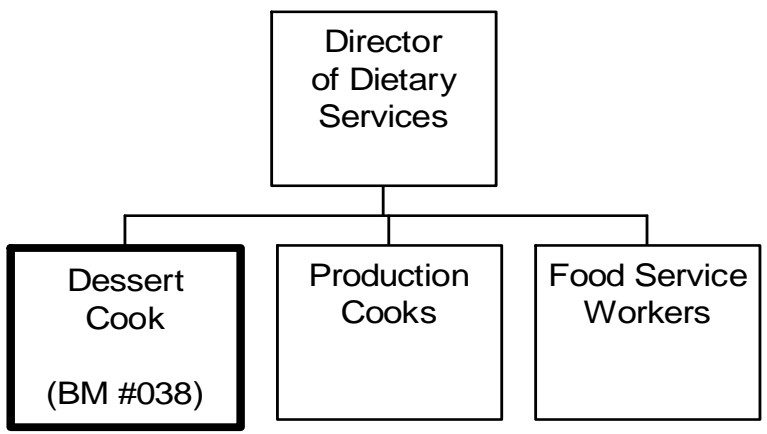 Director
of Dietary
Services
Dessert
Cook
(BM #038)
Production
Cooks
Food Service
Workers